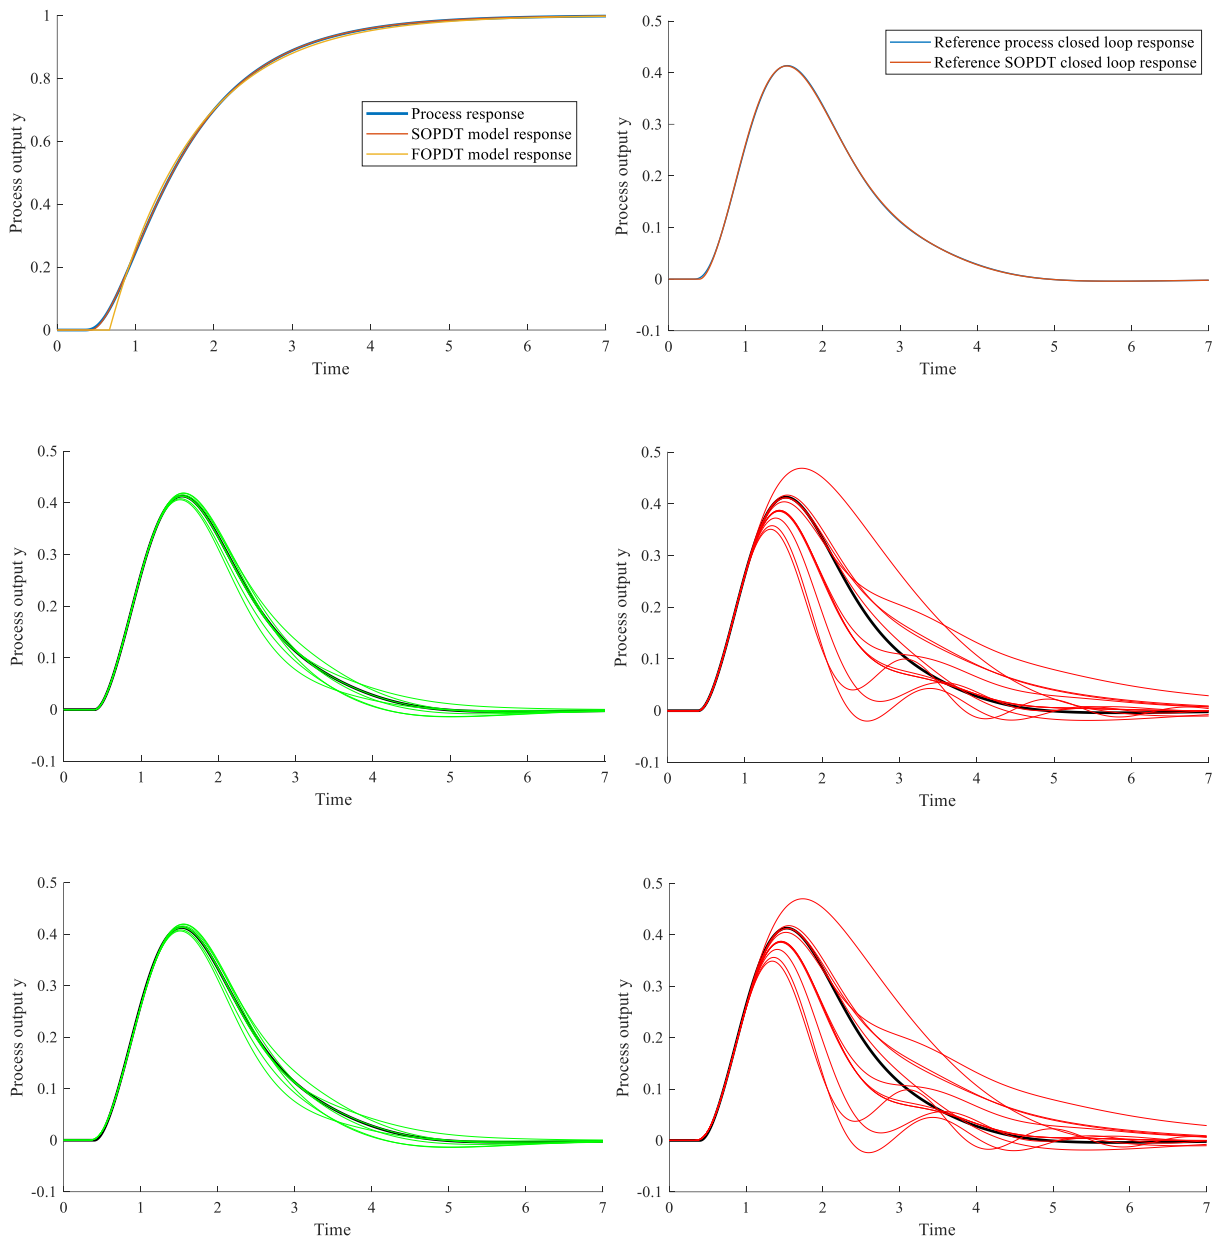 1
0.8
0.6
0.4
0.2
0
Process output y
Process response
SOPDT model response
FOPDT model response
0 1 2 3 4 5 6 7
Time
0.5
0.4
0.3
0.2
0.1
0
-0.1
Process output y
Reference process closed loop response
Reference SOPDT closed loop response
0 1 2 3 4 5 6 7
Time
0.5
0.4
0.3
0.2
0.1
0
-0.1
Process output y
0 1 2 3 4 5 6 7
Time
0.5
0.4
0.3
0.2
0.1
0
-0.1
Process output y
0 1 2 3 4 5 6 7
Time
0.5
0.4
0.3
0.2
0.1
0
-0.1
Process output y
0 1 2 3 4 5 6 7
Time
0.5
0.4
0.3
0.2
0.1
0
-0.1
Process output y
0 1 2 3 4 5 6 7
Time